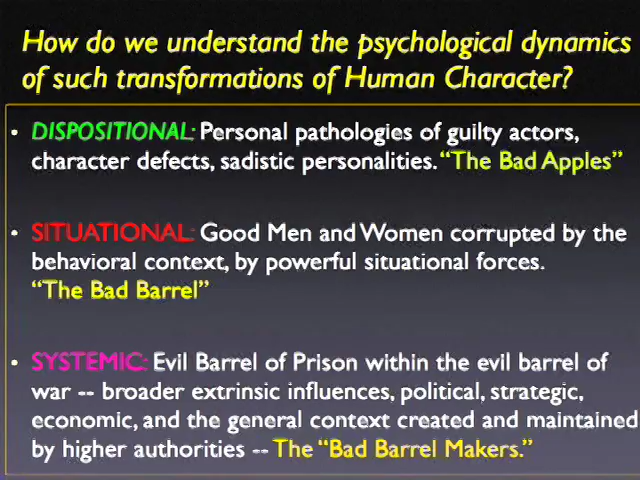 How do we understand the psychological dynamics
of such transformations of Human Character?
• DISPOSITIONAL: Personal pathologies of guilty actors,
character defects, sadistic personalities. “The Bad Apples”
• SITUATIONAL: Good Men and Women corrupted by the
behavioral context, by powerful situational forces.
“The Bad Barrel”
• SYSTEMIC: Evil Barrel of Prison within the evil barrel of
war -- broader extrinsic influences, political, strategic,
economic, and the general context created and maintained
by higher authorities -- The “Bad Barrel Makers.”